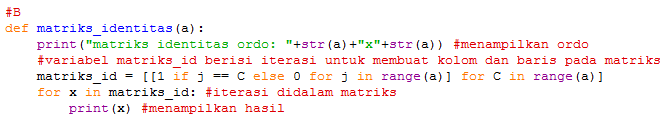 #B
def matriks_identitas(a):
    print("matriks identitas ordo: "+str(a)+"x"+str(a)) #menampilkan ordo
    #variabel matriks_id berisi iterasi untuk membuat kolom dan baris pada matriks
    matriks_id = [[1 if j == C else 0 for j in range(a)] for C in range(a)]
    for x in matriks_id: #iterasi didalam matriks
        print(x) #menampilkan hasil